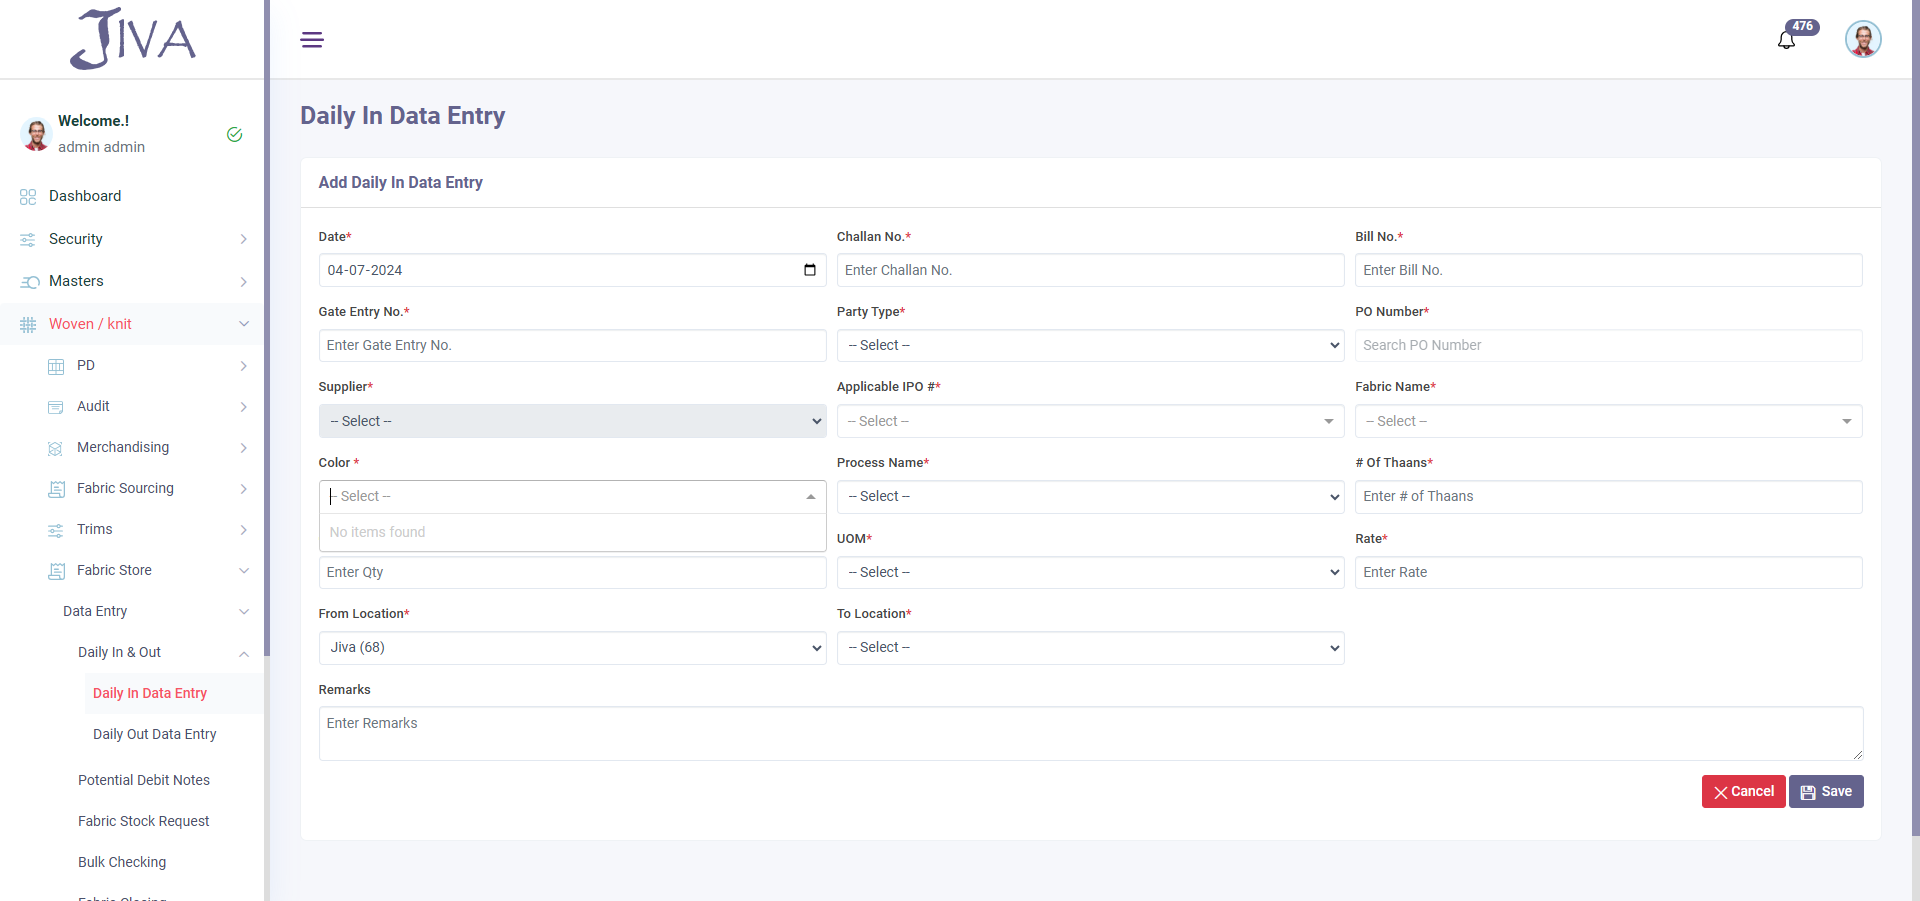 JIVA
476
Welcome.!
admin admin
Dashboard
Security
Masters
Woven / knit
PD
Audit
Merchandising
Fabric Sourcing
Trims
Fabric Store
Data Entry
Daily In & Out
Daily In Data Entry
Daily Out Data Entry
Potential Debit Notes
Fabric Stock Request
Bulk Checking
Fabric Closing
Daily In Data Entry
Add Daily In Data Entry
Date* Challan No.* Bill No.*
04-07-2024 Enter Challan No. Enter Bill No.
Gate Entry No.* Party Type* PO Number*
Enter Gate Entry No. -- Select -- Search PO Number
Supplier* Applicable IPO #* Fabric Name*
-- Select -- -- Select -- -- Select --
Color * Process Name* # Of Thaans*
-- Select -- -- Select -- Enter # of Thaans
No items found UOM* Rate*
Enter Qty -- Select -- Enter Rate
From Location* To Location*
Jiva (68) -- Select --
Remarks
Enter Remarks
Cancel Save